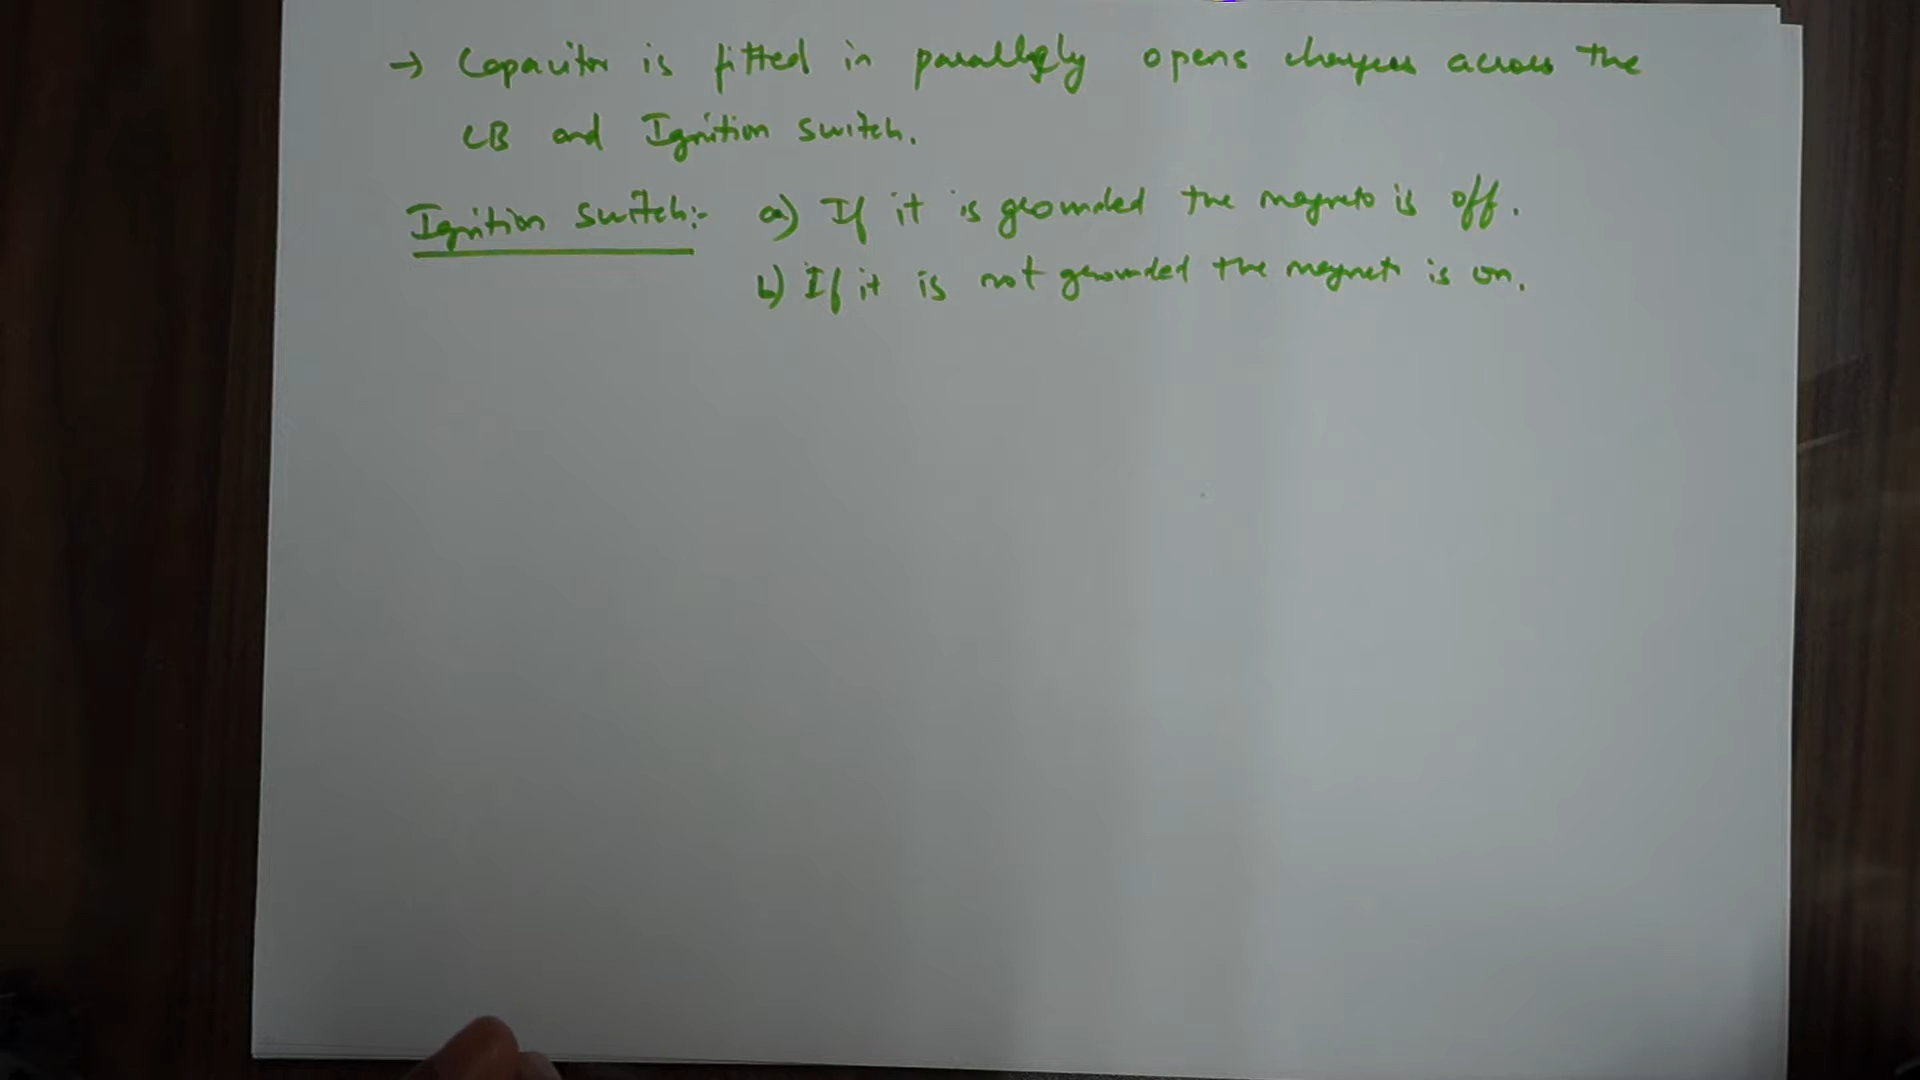 → Capacitor is fitted in parallely opens charges across the
CB and Ignition switch.
Ignition switch:- a) If it is grounded the magneto is off.
b) If it is not grounded the magneto is on.